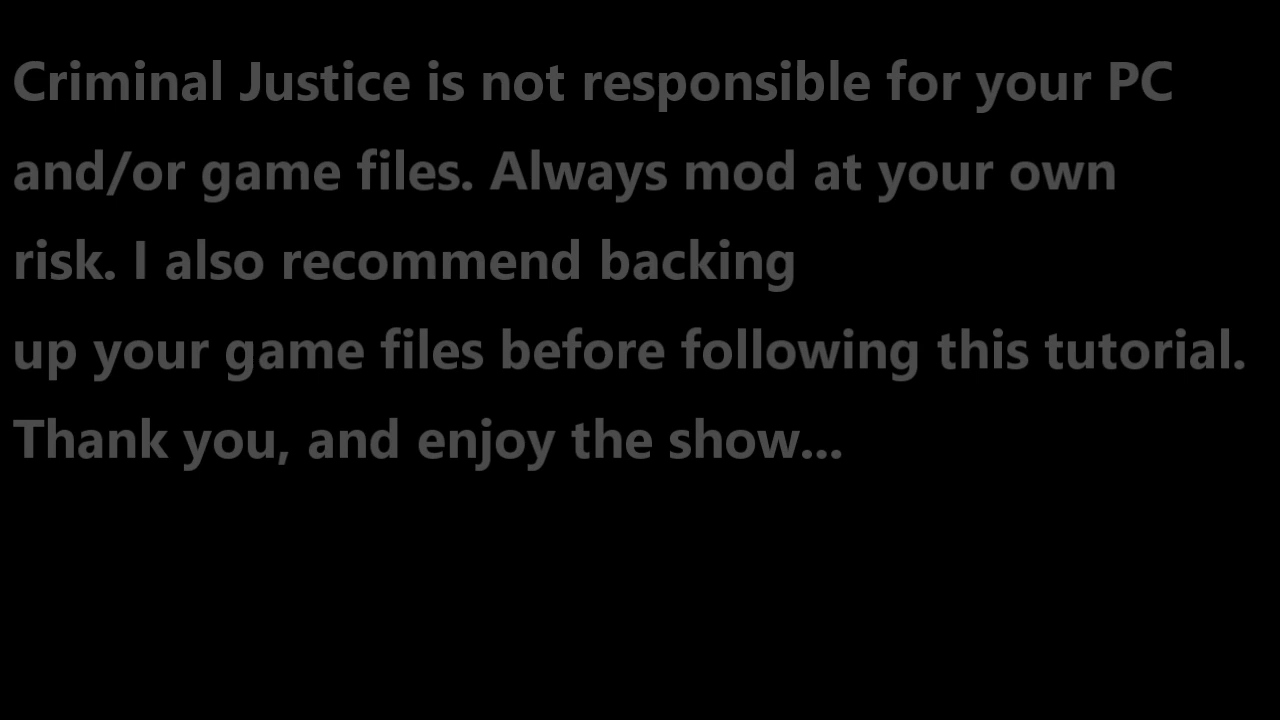 Criminal Justice is not responsible for your PC
and/or game files. Always mod at your own
risk. I also recommend backing
up your game files before following this tutorial.
Thank you, and enjoy the show...